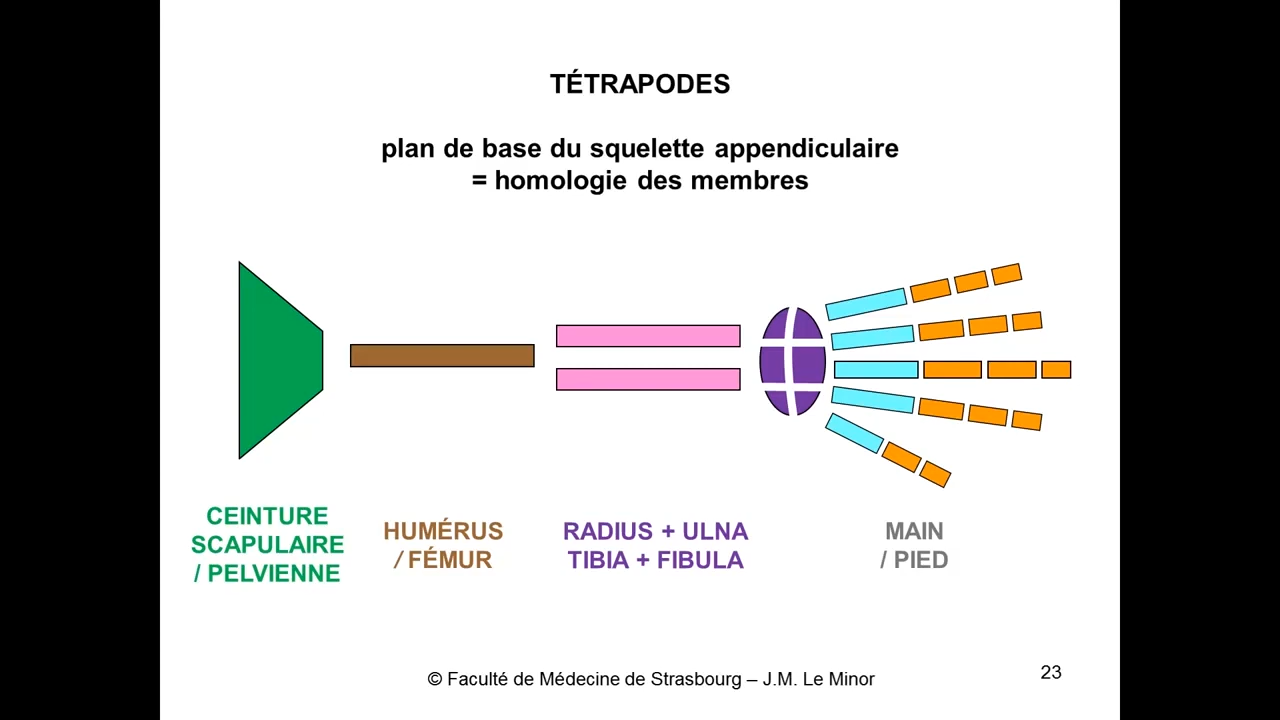 TÉTRAPODES
plan de base du squelette appendiculaire
= homologie des membres
CEINTURE
SCAPULAIRE
/ PELVIENNE
HUMÉRUS
/ FÉMUR
RADIUS + ULNA
TIBIA + FIBULA
MAIN
/ PIED
© Faculté de Médecine de Strasbourg – J.M. Le Minor
23